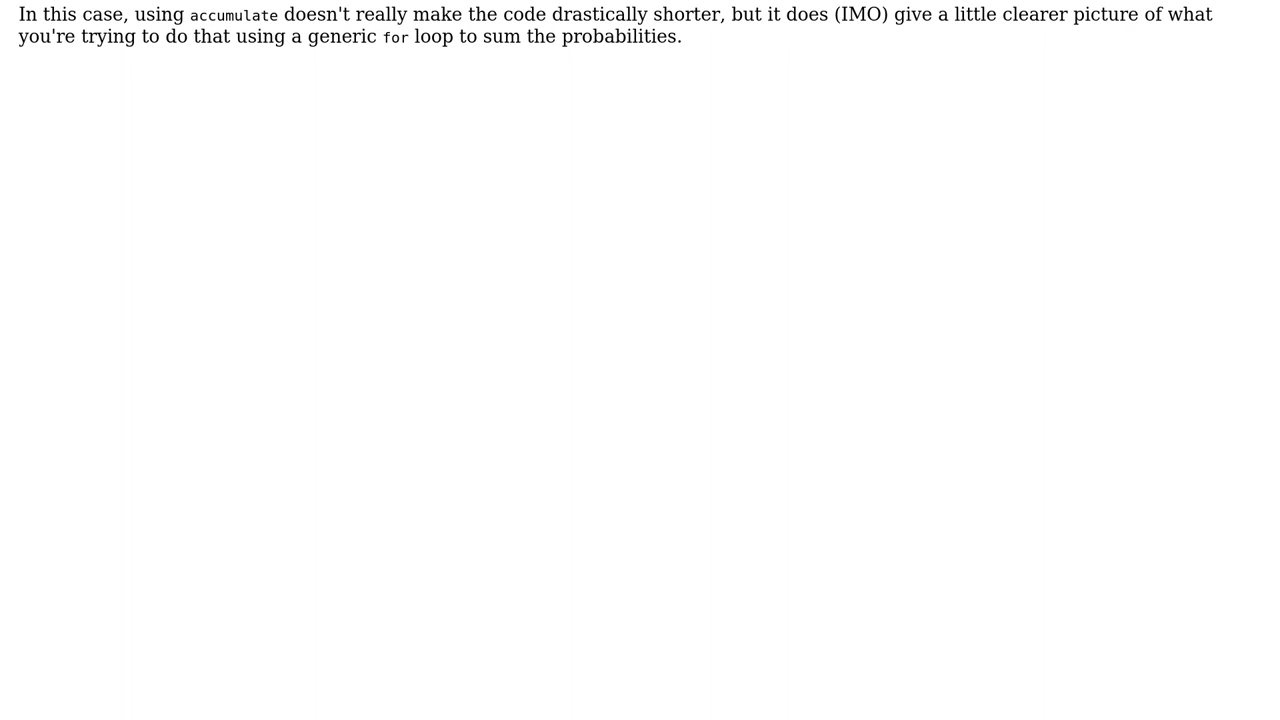 In this case, using accumulate doesn't really make the code drastically shorter, but it does (IMO) give a little clearer picture of what
you're trying to do that using a generic for loop to sum the probabilities.